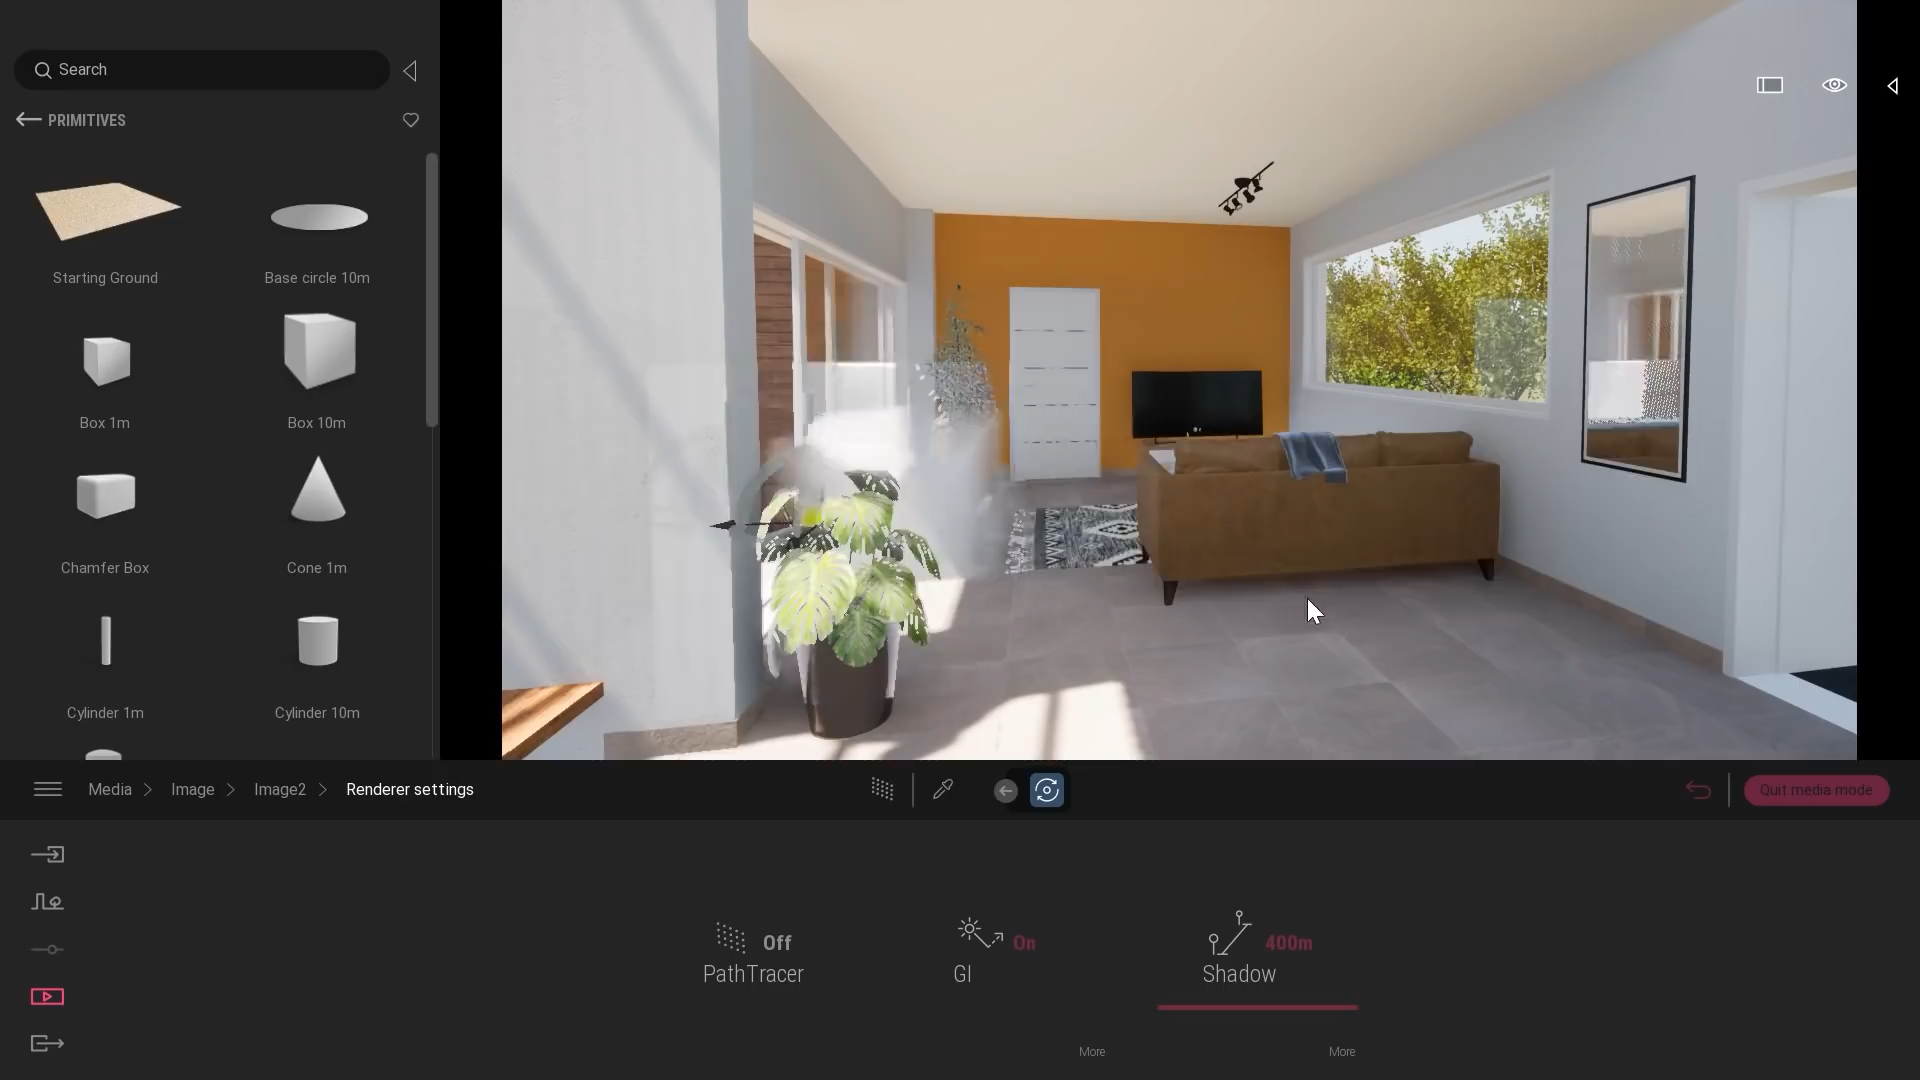 Search
PRIMITIVES
Starting Ground
Base circle 10m
Box 1m
Box 10m
Chamfer Box
Cone 1m
Cylinder 1m
Cylinder 10m
Media
Image
Image2
Renderer settings
Quit media mode
Off
PathTracer
On
GI
400m
Shadow
More
More